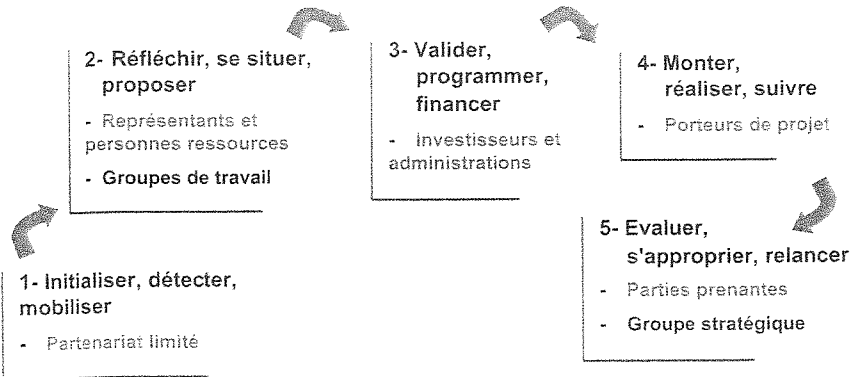 1- Initialiser, détecter,
mobiliser
- Partenariat limité
2- Réfléchir, se situer,
proposer
- Représentants et
personnes ressources
- Groupes de travail
3- Valider,
programmer,
financer
- Investisseurs et
administrations
4- Monter,
réaliser, suivre
- Porteurs de projet
5- Evaluer,
s'approprier, relancer
- Parties prenantes
- Groupe stratégique